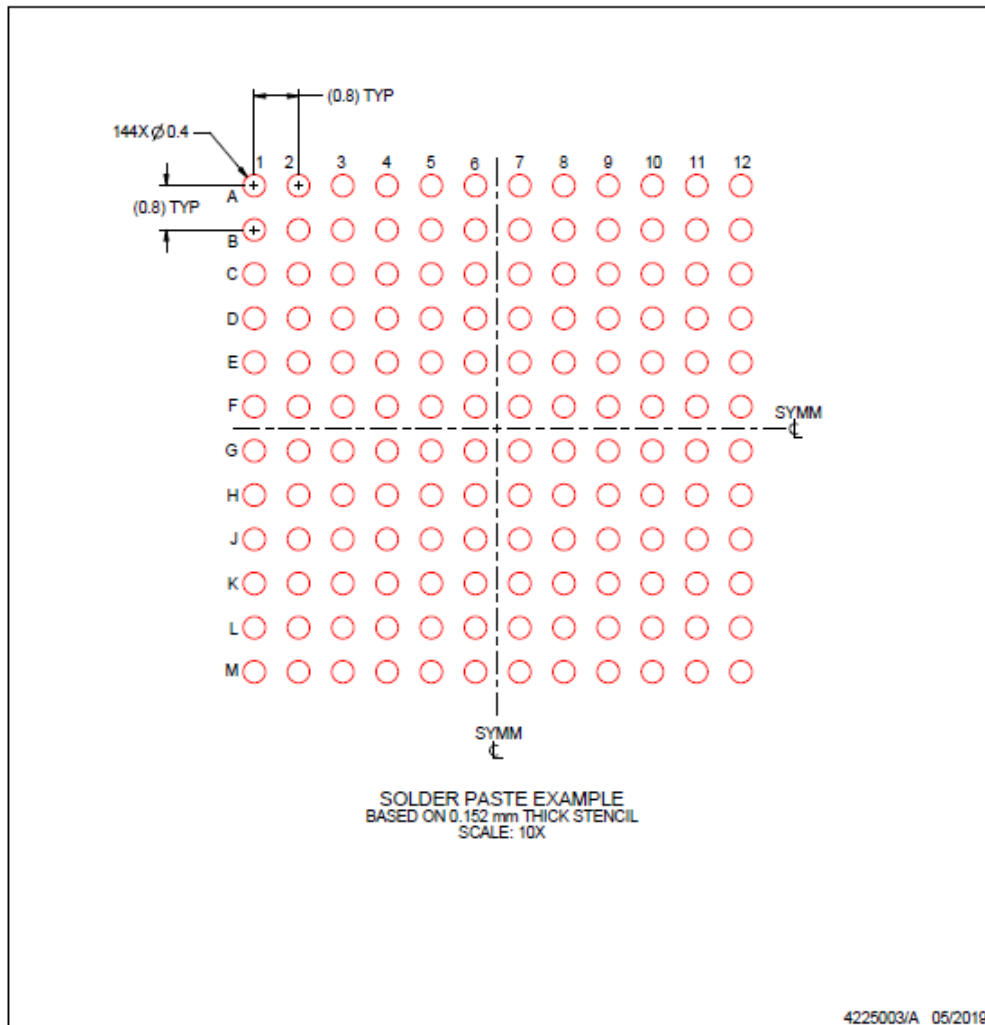 (0.8) TYP
144X Ø 0.4
1 2 3 4 5 6 7 8 9 10 11 12
A
(0.8) TYP
B
C
D
E
F
SYMM
℄
G
H
J
K
L
M
SYMM
℄
SOLDER PASTE EXAMPLE
BASED ON 0.152 mm THICK STENCIL
SCALE: 10X
4225003/A 05/2019